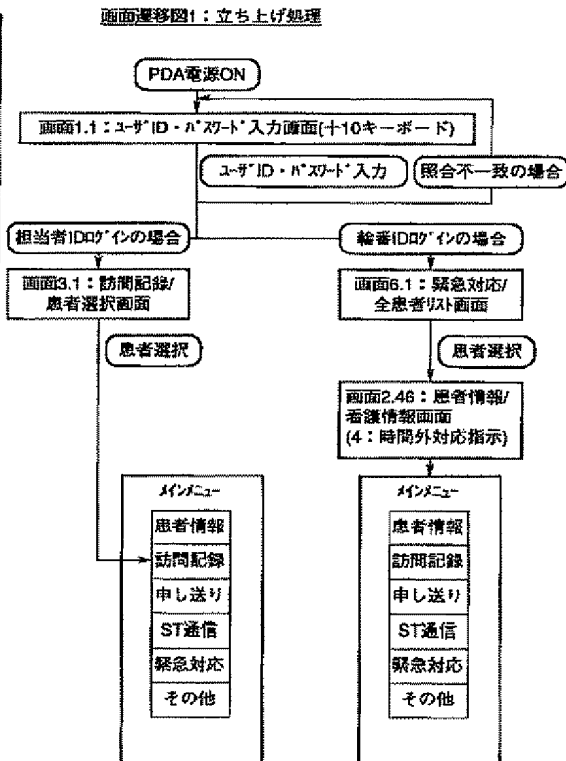 画面遷移図1：立ち上げ処理
PDA電源ON
画面1.1：ﾕｰｻﾞID・ﾊﾟｽﾜｰﾄﾞ入力画面(＋10キーボード)
ﾕｰｻﾞID・ﾊﾟｽﾜｰﾄﾞ入力
照合不一致の場合
担当者IDﾛｸﾞｲﾝの場合
輪番IDﾛｸﾞｲﾝの場合
画面3.1：訪問記録/
患者選択画面
画面6.1：緊急対応/
全患者ﾘｽﾄ画面
患者選択
患者選択
画面2.46：患者情報/
看護情報画面
(4：時間外対応指示)
ﾒｲﾝﾒﾆｭｰ
患者情報
訪問記録
申し送り
ST通信
緊急対応
その他
ﾒｲﾝﾒﾆｭｰ
患者情報
訪問記録
申し送り
ST通信
緊急対応
その他